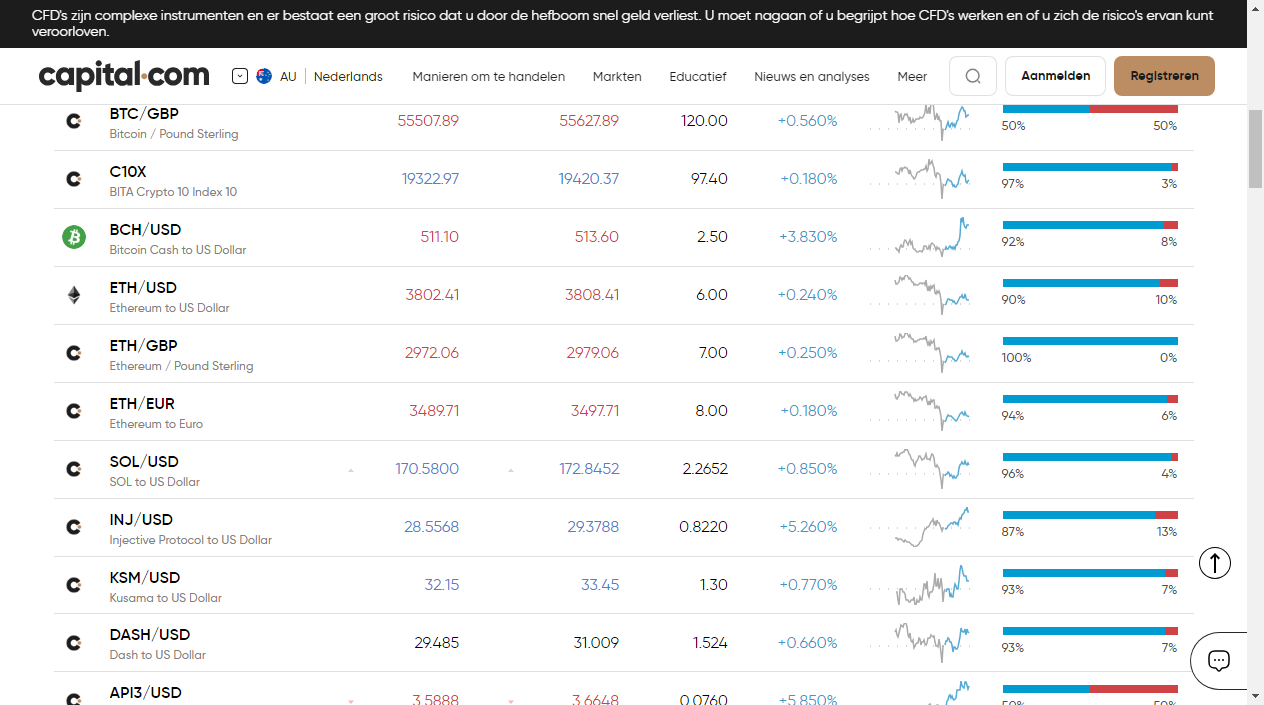 CFD's zijn complexe instrumenten en er bestaat een groot risico dat u door de hefboom snel geld verliest. U moet nagaan of u begrijpt hoe CFD's werken en of u zich de risico's ervan kunt
veroorloven.
capital.com AU Nederlands Manieren om te handelen Markten Educatief Nieuws en analyses Meer Aanmelden Registreren
BTC/GBP 55507.89 55627.89 120.00 +0.560%
Bitcoin / Pound Sterling 50% 50%
C10X 19322.97 19420.37 97.40 +0.180%
BITA Crypto 10 Index 10 97% 3%
BCH/USD 511.10 513.60 2.50 +3.830%
Bitcoin Cash to US Dollar 92% 8%
ETH/USD 3802.41 3808.41 6.00 +0.240%
Ethereum to US Dollar 90% 10%
ETH/GBP 2972.06 2979.06 7.00 +0.250%
Ethereum / Pound Sterling 100% 0%
ETH/EUR 3489.71 3497.71 8.00 +0.180%
Ethereum to Euro 94% 6%
SOL/USD 170.5800 172.8452 2.2652 +0.850%
SOL to US Dollar 96% 4%
INJ/USD 28.5568 29.3788 0.8220 +5.260%
Injective Protocol to US Dollar 87% 13%
KSM/USD 32.15 33.45 1.30 +0.770%
Kusama to US Dollar 93% 7%
DASH/USD 29.485 31.009 1.524 +0.660%
Dash to US Dollar 93% 7%
API3/USD 3.5888 3.6648 0.0760 +5.850%
50% 50%